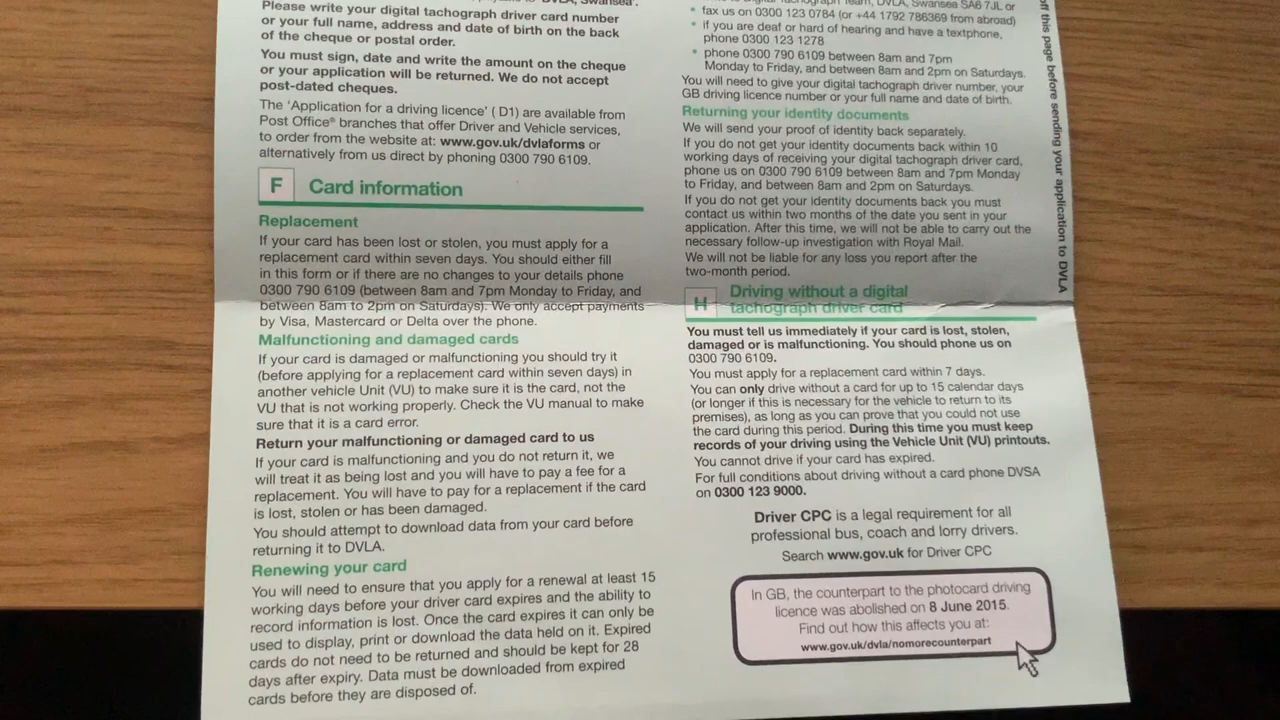 Please write your digital tachograph driver card number
or your full name, address and date of birth on the back
of the cheque or postal order.
You must sign, date and write the amount on the cheque
or your application will be returned. We do not accept
post-dated cheques.
The ‘Application for a driving licence’ ( D1) are available from
Post Office® branches that offer Driver and Vehicle services,
to order from the website at: www.gov.uk/dvlaforms or
alternatively from us direct by phoning 0300 790 6109.
F Card information
Replacement
If your card has been lost or stolen, you must apply for a
replacement card within seven days. You should either fill
in this form or if there are no changes to your details phone
0300 790 6109 (between 8am and 7pm Monday to Friday, and
between 8am to 2pm on Saturdays). We only accept payments
by Visa, Mastercard or Delta over the phone.
Malfunctioning and damaged cards
If your card is damaged or malfunctioning you should try it
(before applying for a replacement card within seven days) in
another vehicle Unit (VU) to make sure it is the card, not the
VU that is not working properly. Check the VU manual to make
sure that it is a card error.
Return your malfunctioning or damaged card to us
If your card is malfunctioning and you do not return it, we
will treat it as being lost and you will have to pay a fee for a
replacement. You will have to pay for a replacement if the card
is lost, stolen or has been damaged.
You should attempt to download data from your card before
returning it to DVLA.
Renewing your card
You will need to ensure that you apply for a renewal at least 15
working days before your driver card expires and the ability to
record information is lost. Once the card expires it can only be
used to display, print or download the data held on it. Expired
cards do not need to be returned and should be kept for 28
days after expiry. Data must be downloaded from expired
cards before they are disposed of.
Team, DVLA, Swansea SA6 7JL or
• fax us on 0300 123 0784 (or +44 1792 786369 from abroad)
• if you are deaf or hard of hearing and have a textphone,
phone 0300 123 1278
• phone 0300 790 6109 between 8am and 7pm
Monday to Friday, and between 8am and 2pm on Saturdays.
You will need to give your digital tachograph driver number, your
GB driving licence number or your full name and date of birth.
Returning your identity documents
We will send your proof of identity back separately.
If you do not get your identity documents back within 10
working days of receiving your digital tachograph driver card,
phone us on 0300 790 6109 between 8am and 7pm Monday
to Friday, and between 8am and 2pm on Saturdays.
If you do not get your identity documents back you must
contact us within two months of the date you sent in your
application. After this time, we will not be able to carry out the
necessary follow-up investigation with Royal Mail.
We will not be liable for any loss you report after the
two-month period.
H Driving without a digital
tachograph driver card
You must tell us immediately if your card is lost, stolen,
damaged or is malfunctioning. You should phone us on
0300 790 6109.
You must apply for a replacement card within 7 days.
You can only drive without a card for up to 15 calendar days
(or longer if this is necessary for the vehicle to return to its
premises), as long as you can prove that you could not use
the card during this period. During this time you must keep
records of your driving using the Vehicle Unit (VU) printouts.
You cannot drive if your card has expired.
For full conditions about driving without a card phone DVSA
on 0300 123 9000.
Driver CPC is a legal requirement for all
professional bus, coach and lorry drivers.
Search www.gov.uk for Driver CPC
In GB, the counterpart to the photocard driving
licence was abolished on 8 June 2015.
Find out how this affects you at:
www.gov.uk/dvla/nomorecounterpart
off this page before sending your application to DVLA